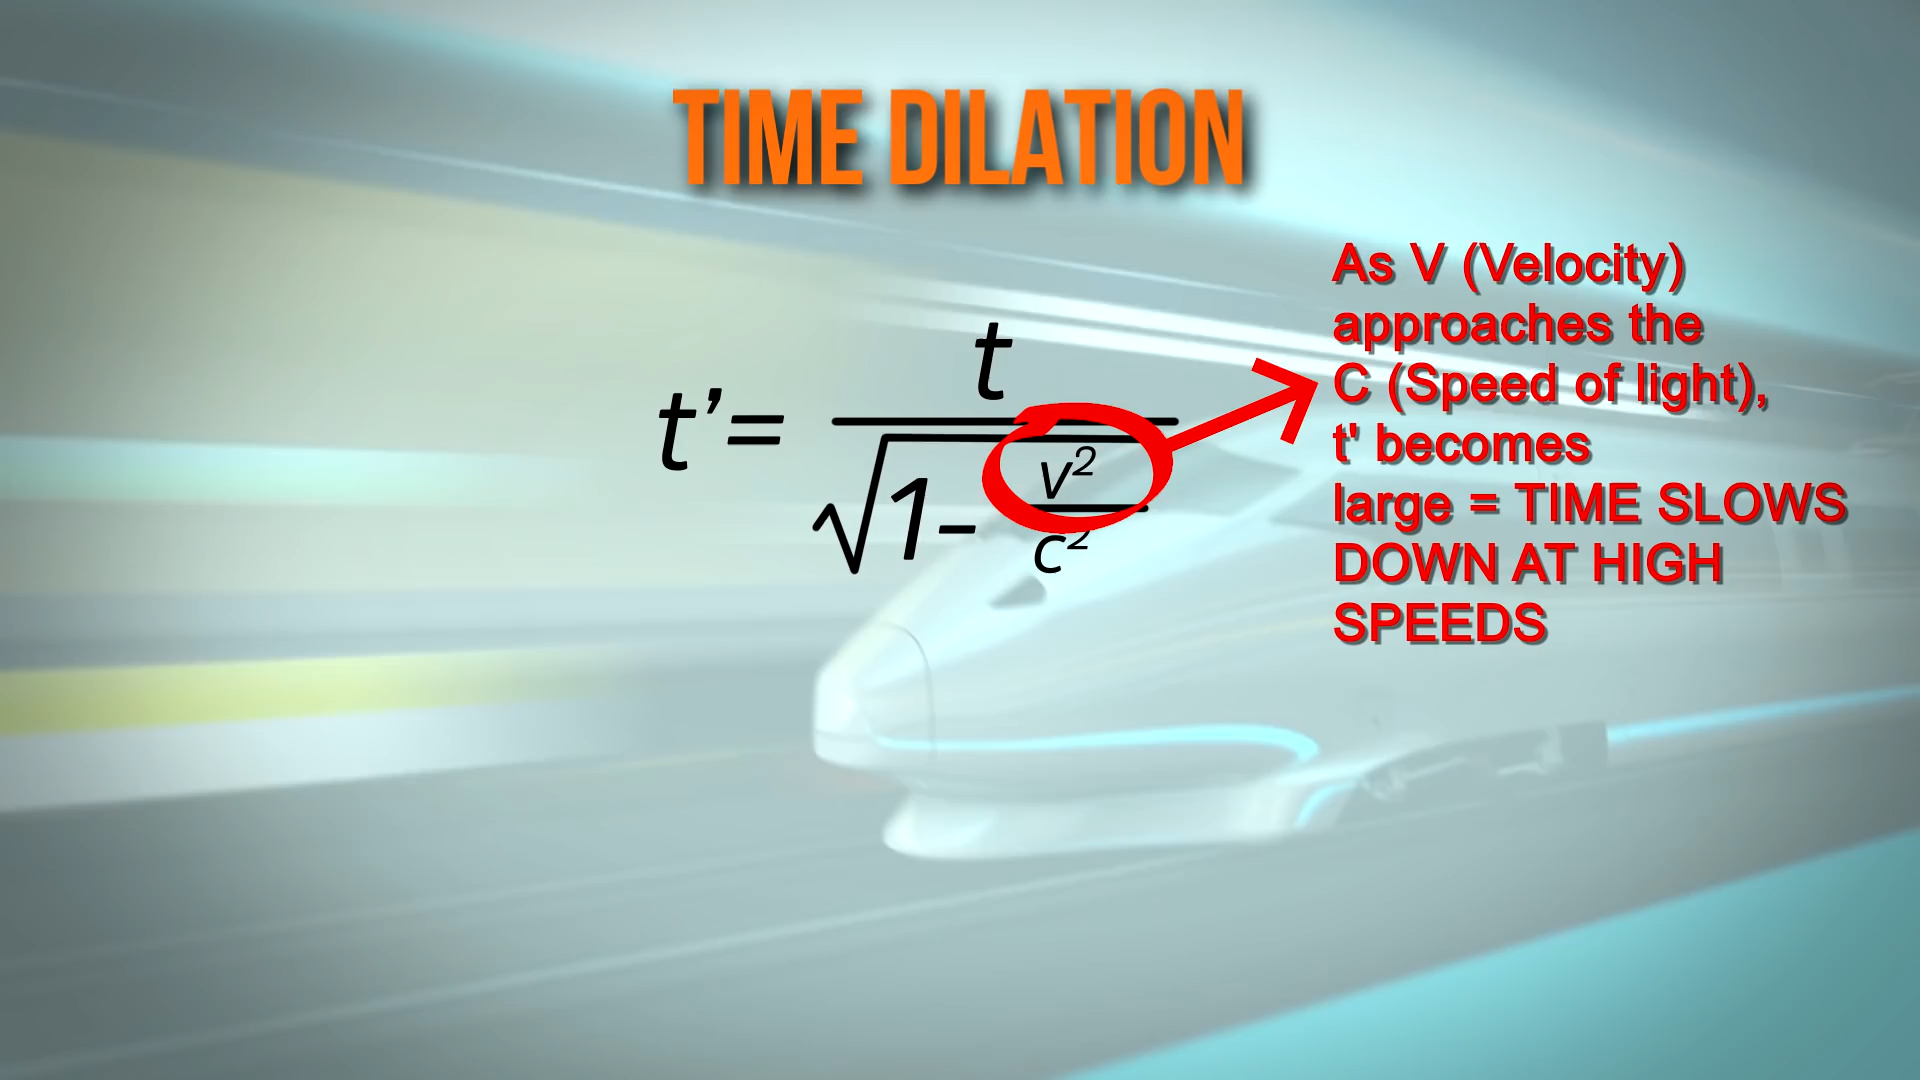 TIME DILATION
t’= t / √1- v² / c²
As V (Velocity)
approaches the
C (Speed of light),
t' becomes
large = TIME SLOWS
DOWN AT HIGH
SPEEDS